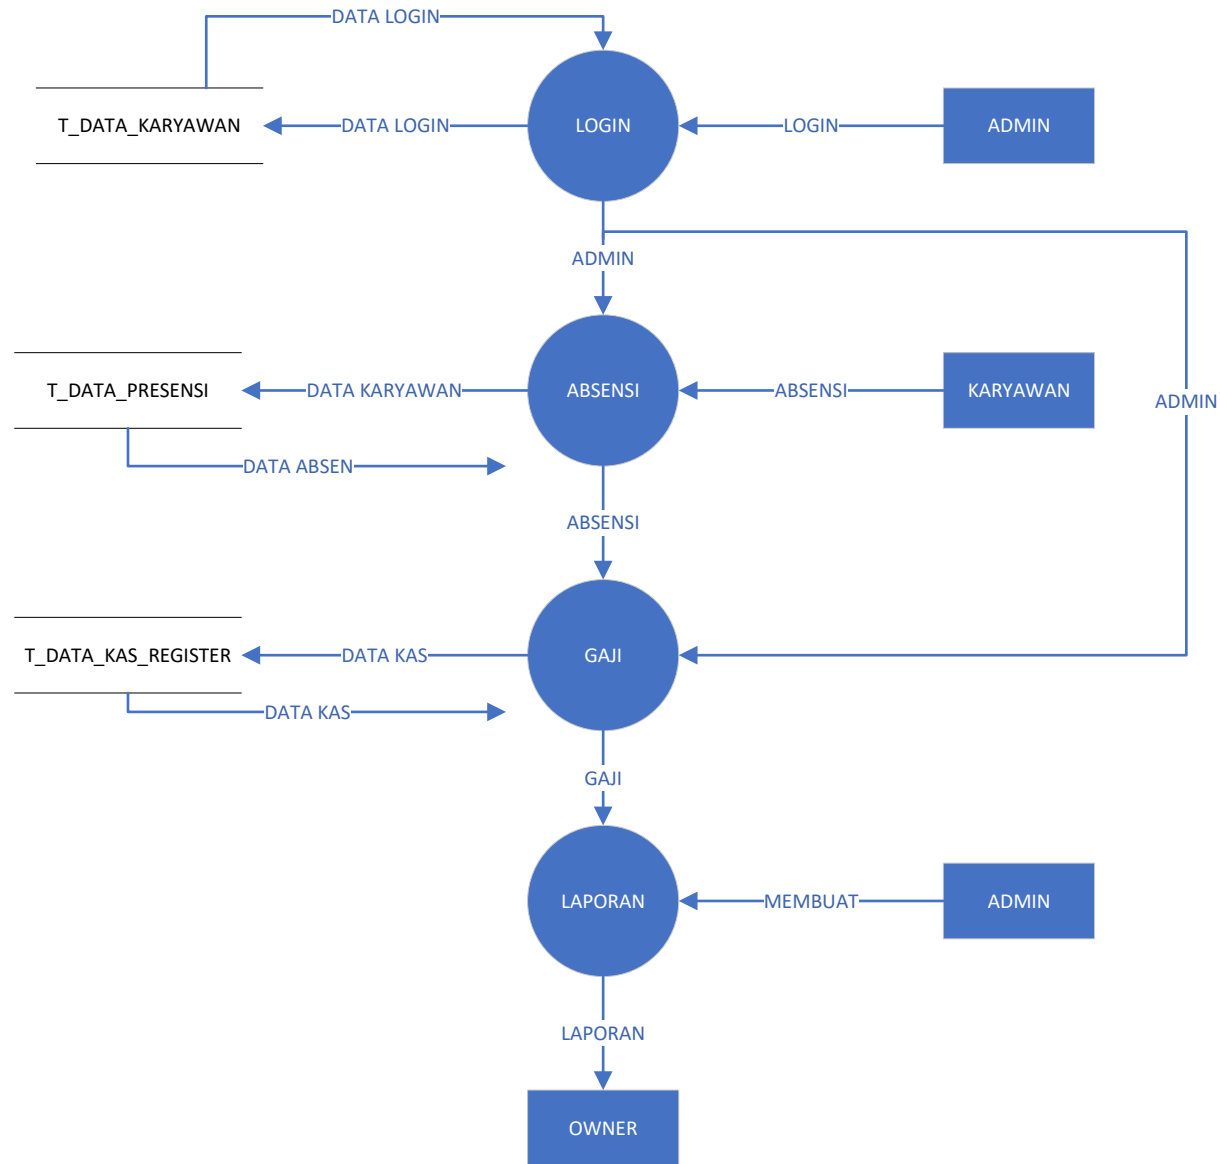 DATA LOGIN
T_DATA_KARYAWAN
DATA LOGIN
LOGIN
LOGIN
ADMIN
ADMIN
T_DATA_PRESENSI
DATA KARYAWAN
ABSENSI
ABSENSI
KARYAWAN
ADMIN
DATA ABSEN
ABSENSI
T_DATA_KAS_REGISTER
DATA KAS
GAJI
DATA KAS
GAJI
LAPORAN
MEMBUAT
ADMIN
LAPORAN
OWNER